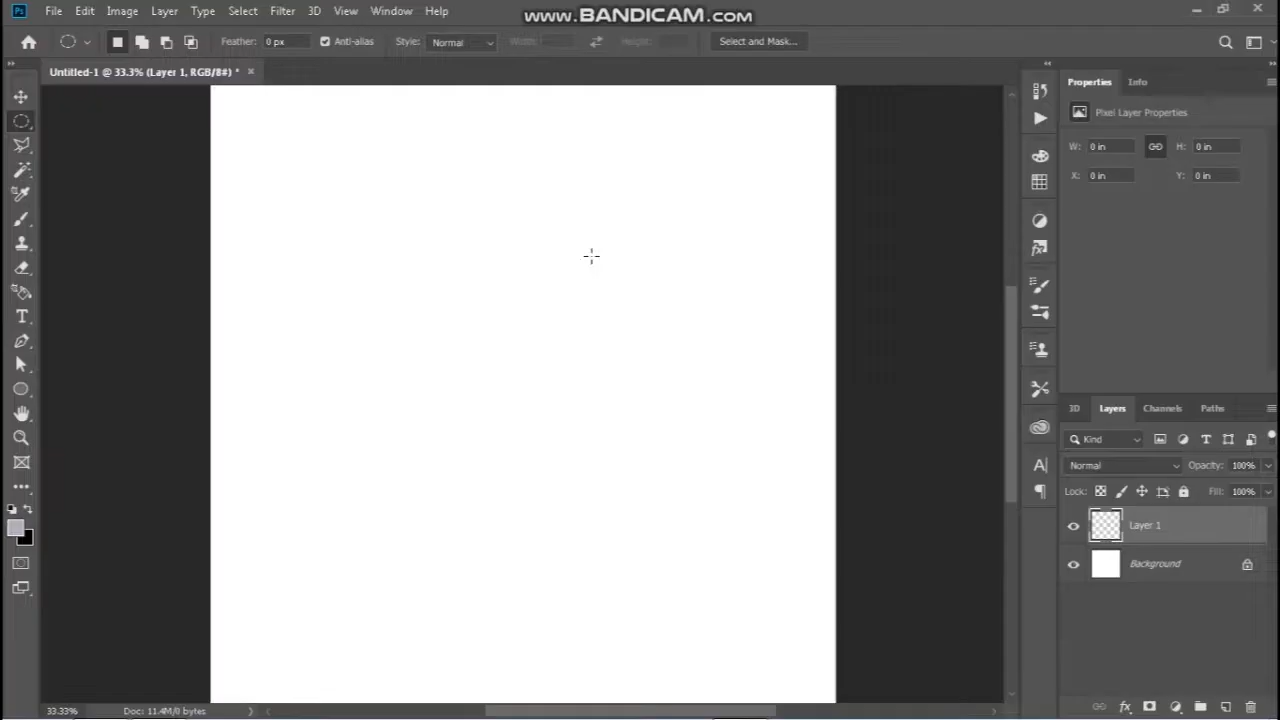 Ps File Edit Image Layer Type Select Filter 3D View Window Help
www.BANDICAM.com
Feather: 0 px Anti-alias Style: Normal Width: Height: Select and Mask...
Untitled-1 @ 33.3% (Layer 1, RGB/8#) * ×
Properties Info
Pixel Layer Properties
W: 0 in H: 0 in
X: 0 in Y: 0 in
3D Layers Channels Paths
Kind
Normal Opacity: 100%
Lock: Fill: 100%
Layer 1
Background
33.33% Doc: 11.4M/0 bytes